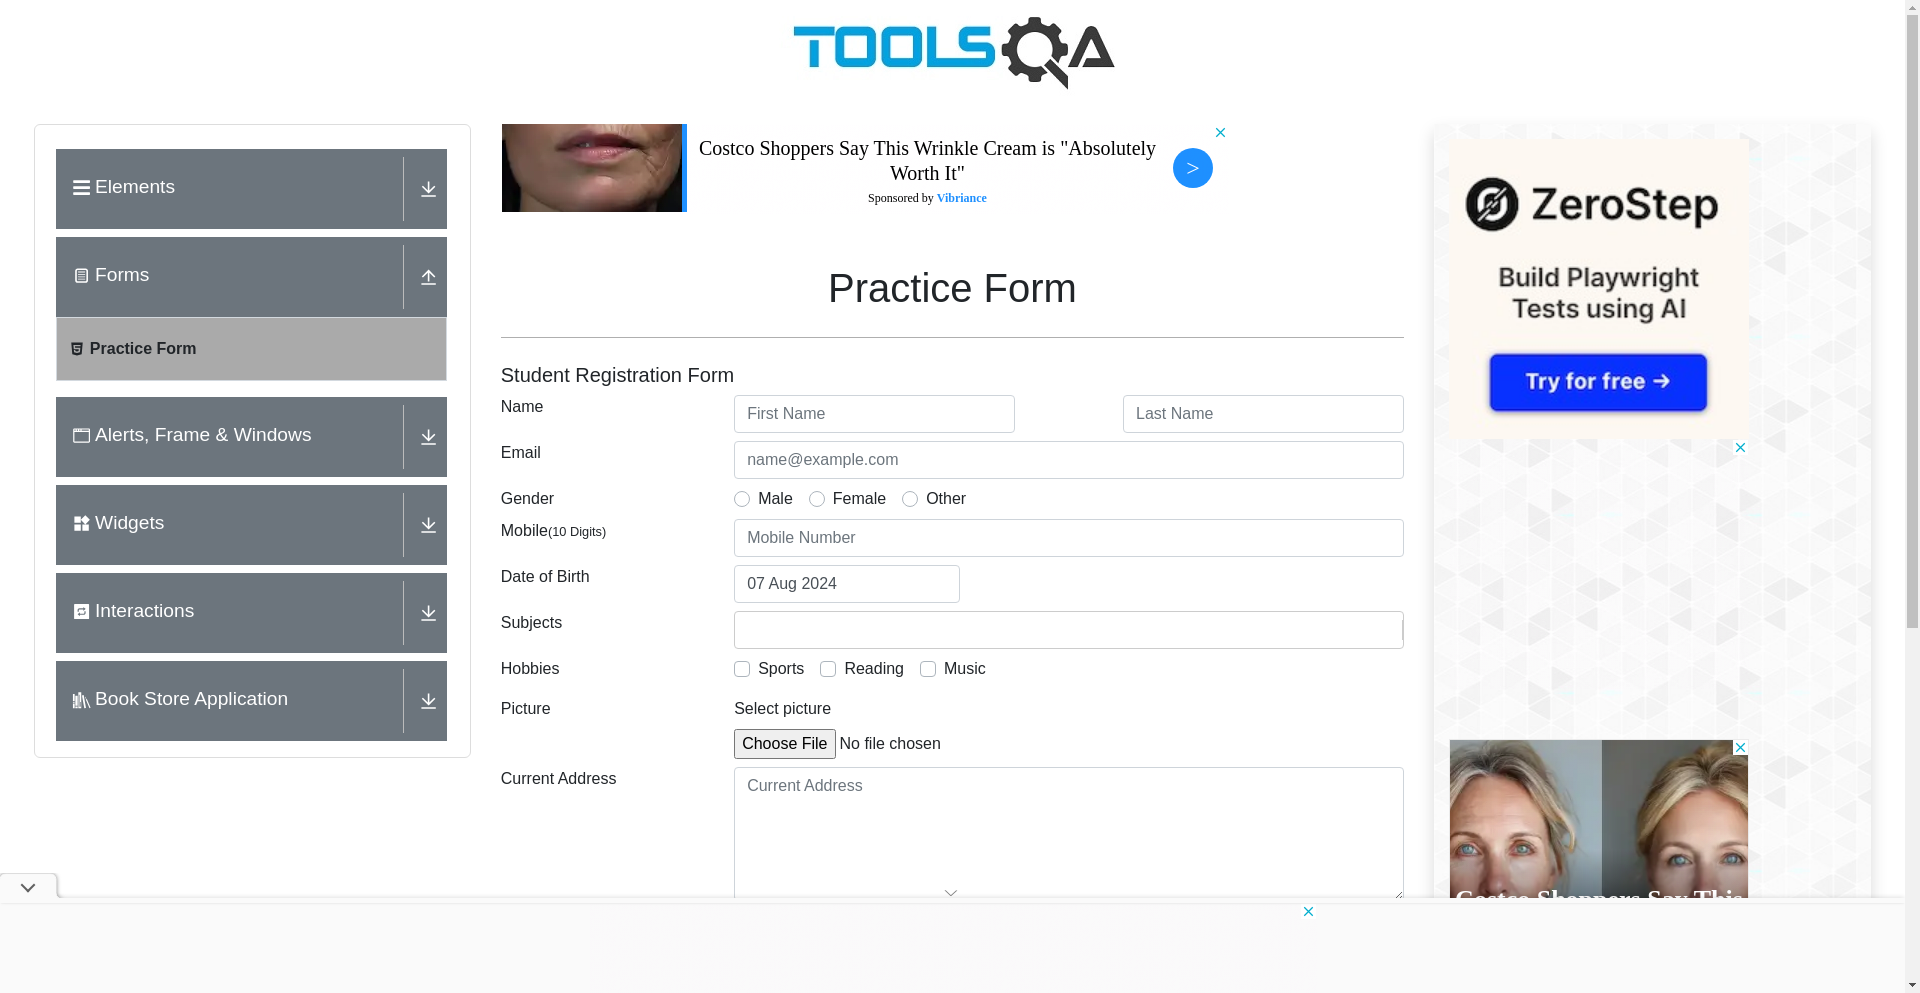 TOOLSQA
Elements
Forms
Practice Form
Alerts, Frame & Windows
Widgets
Interactions
Book Store Application
Costco Shoppers Say This Wrinkle Cream is "Absolutely
Worth It"
Sponsored by Vibriance
>
Practice Form
Student Registration Form
Name
First Name
Last Name
Email
name@example.com
Gender
Male
Female
Other
Mobile(10 Digits)
Mobile Number
Date of Birth
07 Aug 2024
Subjects
Hobbies
Sports
Reading
Music
Picture
Select picture
Choose File No file chosen
Current Address
Current Address
ZeroStep
Build Playwright
Tests using AI
Try for free →
Costco Shoppers Say This